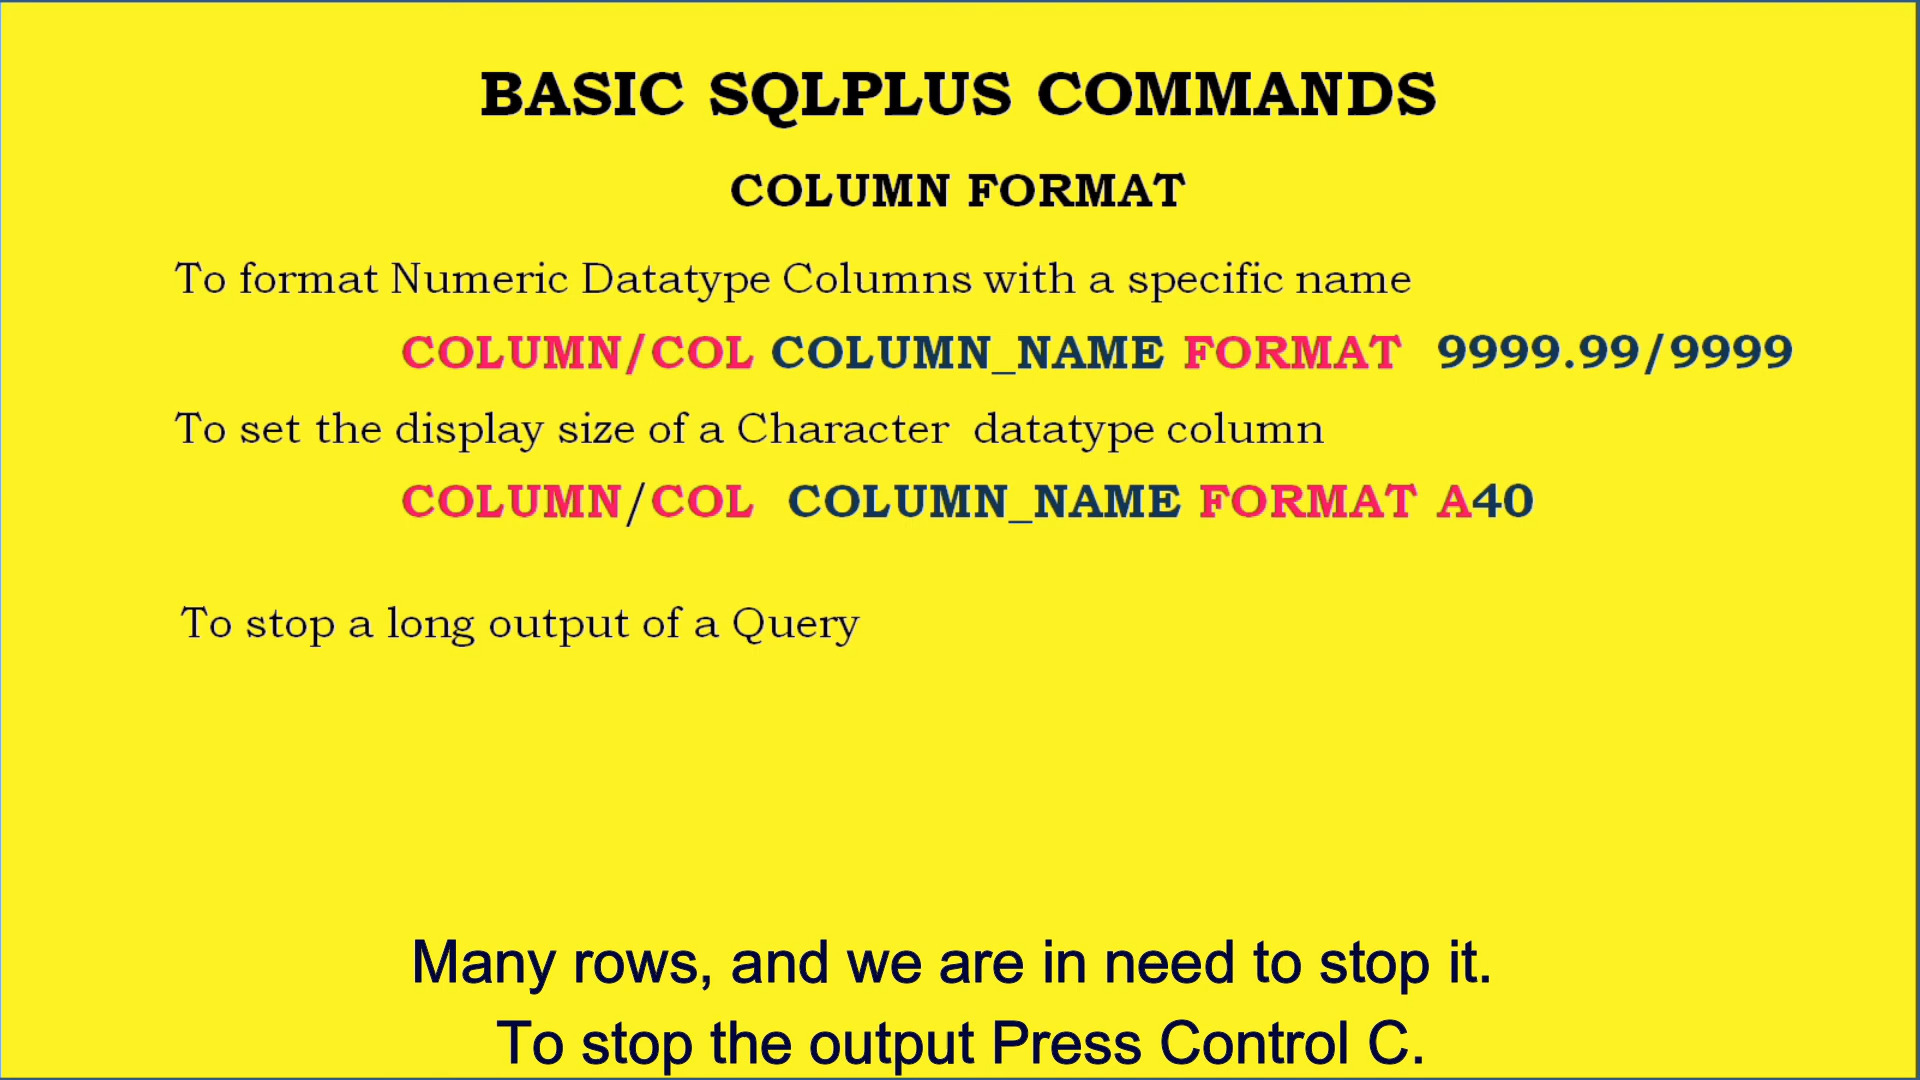 BASIC SQLPLUS COMMANDS
COLUMN FORMAT
To format Numeric Datatype Columns with a specific name
COLUMN/COL COLUMN_NAME FORMAT 9999.99/9999
To set the display size of a Character datatype column
COLUMN/COL COLUMN_NAME FORMAT A40
To stop a long output of a Query
Many rows, and we are in need to stop it.
To stop the output Press Control C.